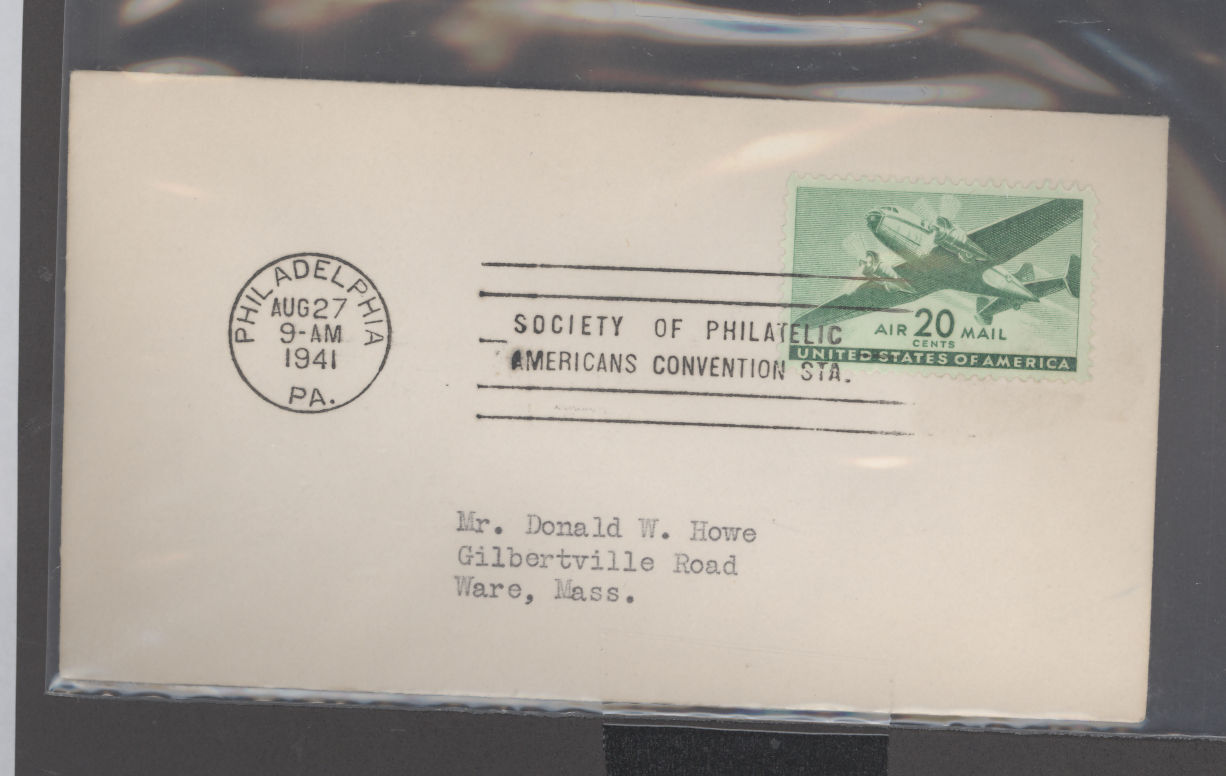 PHILADELPHIA
AUG 27
9-AM
1941
PA.
SOCIETY OF PHILATELIC
AMERICANS CONVENTION STA.
AIR 20 MAIL
CENTS
UNITED STATES OF AMERICA
Mr. Donald W. Howe
Gilbertville Road
Ware, Mass.